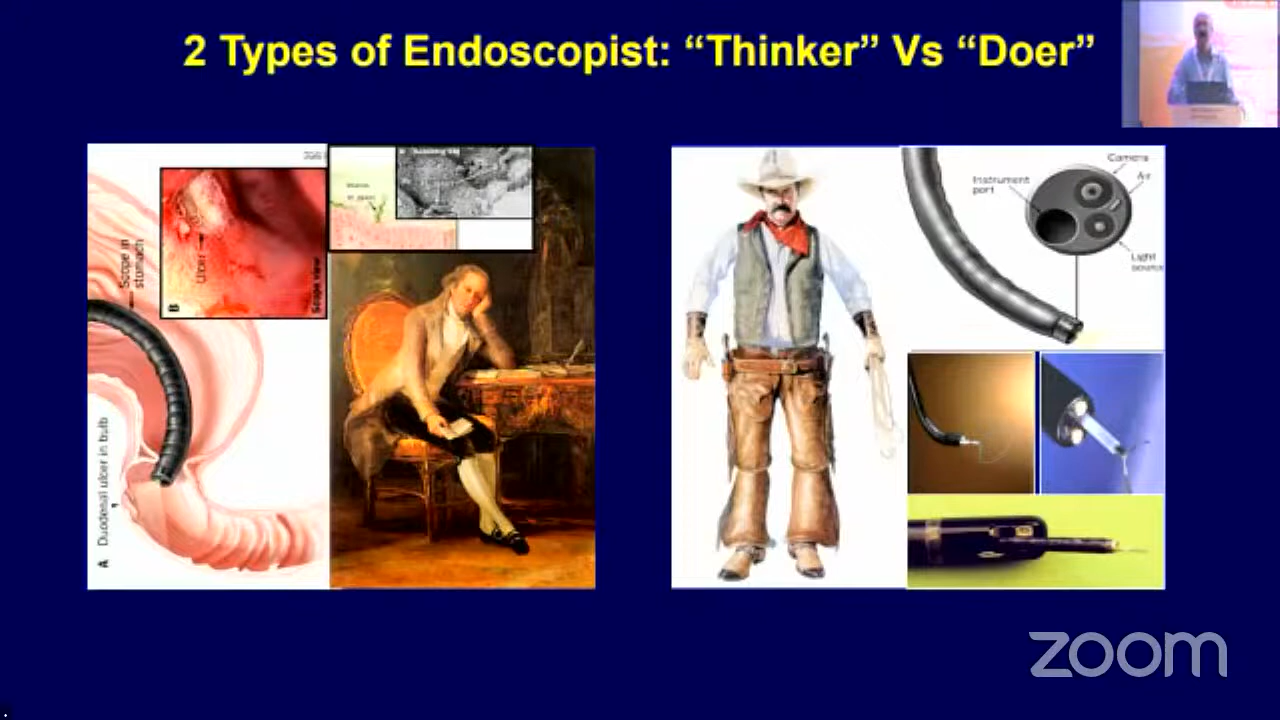 2 Types of Endoscopist: “Thinker” Vs “Doer”
Scope in
stomach
Ulcer
B
Scope view
A Duodenal ulcer in bulb
Camera
Air
Instrument
port
Light
source
zoom